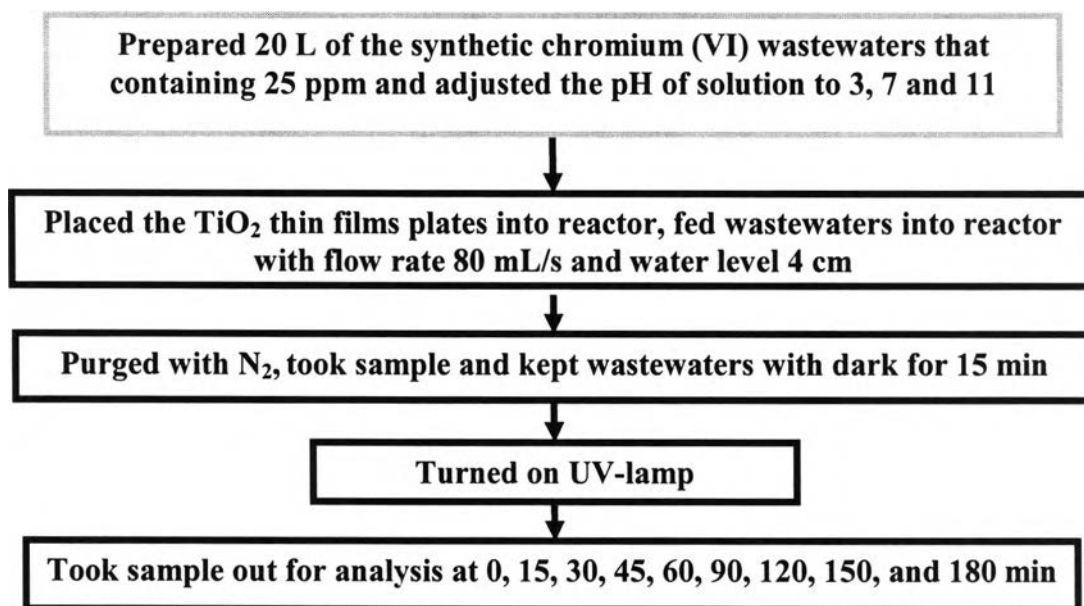 Prepared 20 L of the synthetic chromium (VI) wastewaters that
containing 25 ppm and adjusted the pH of solution to 3, 7 and 11
Placed the TiO₂ thin films plates into reactor, fed wastewaters into reactor
with flow rate 80 mL/s and water level 4 cm
Purged with N₂, took sample and kept wastewaters with dark for 15 min
Turned on UV-lamp
Took sample out for analysis at 0, 15, 30, 45, 60, 90, 120, 150, and 180 min